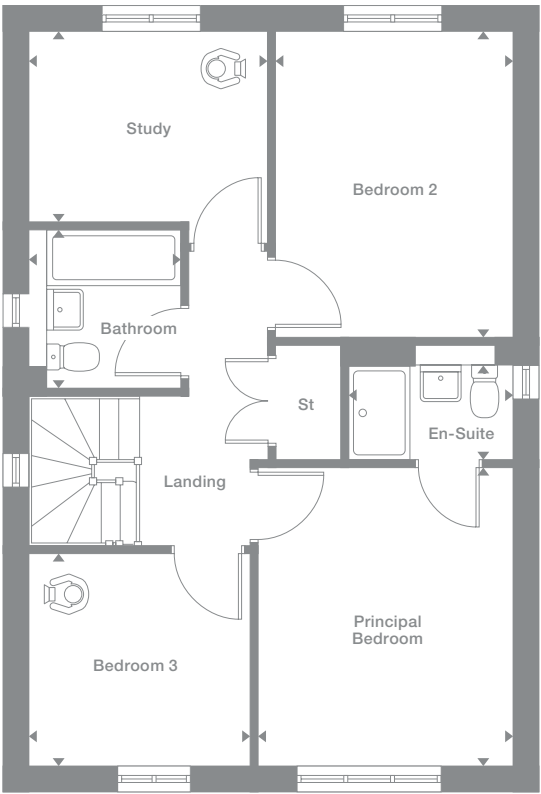 Study
Bedroom 2
Bathroom
St
En-Suite
Landing
Principal
Bedroom
Bedroom 3